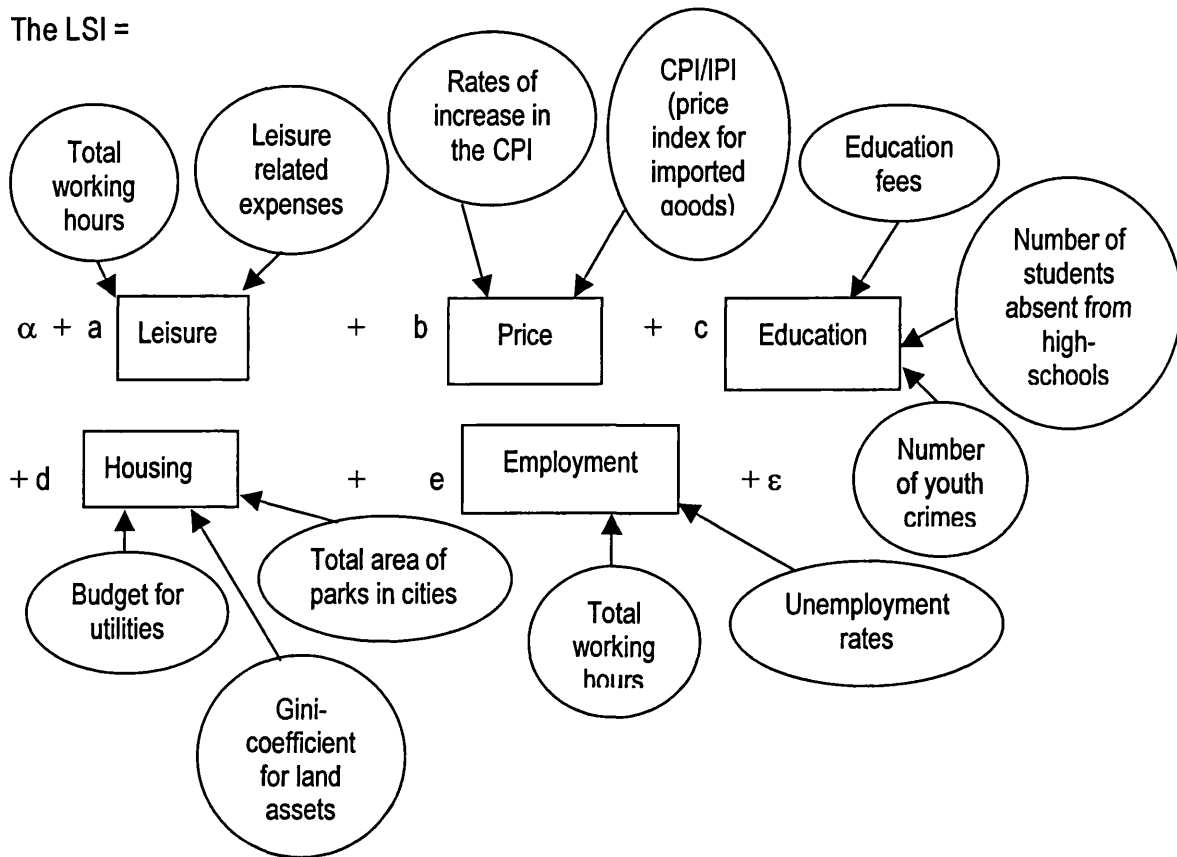 The LSI =
Total
working
hours
Leisure
related
expenses
Rates of
increase in
the CPI
CPI/IPI
(price
index for
imported
goods)
Education
fees
Number of
students
absent from
high-
schools
α + a
Leisure
+ b
Price
+ c
Education
Number
of youth
crimes
+ d
Housing
+ e
Employment
+ ε
Budget for
utilities
Total area of
parks in cities
Gini-
coefficient
for land
assets
Total
working
hours
Unemployment
rates